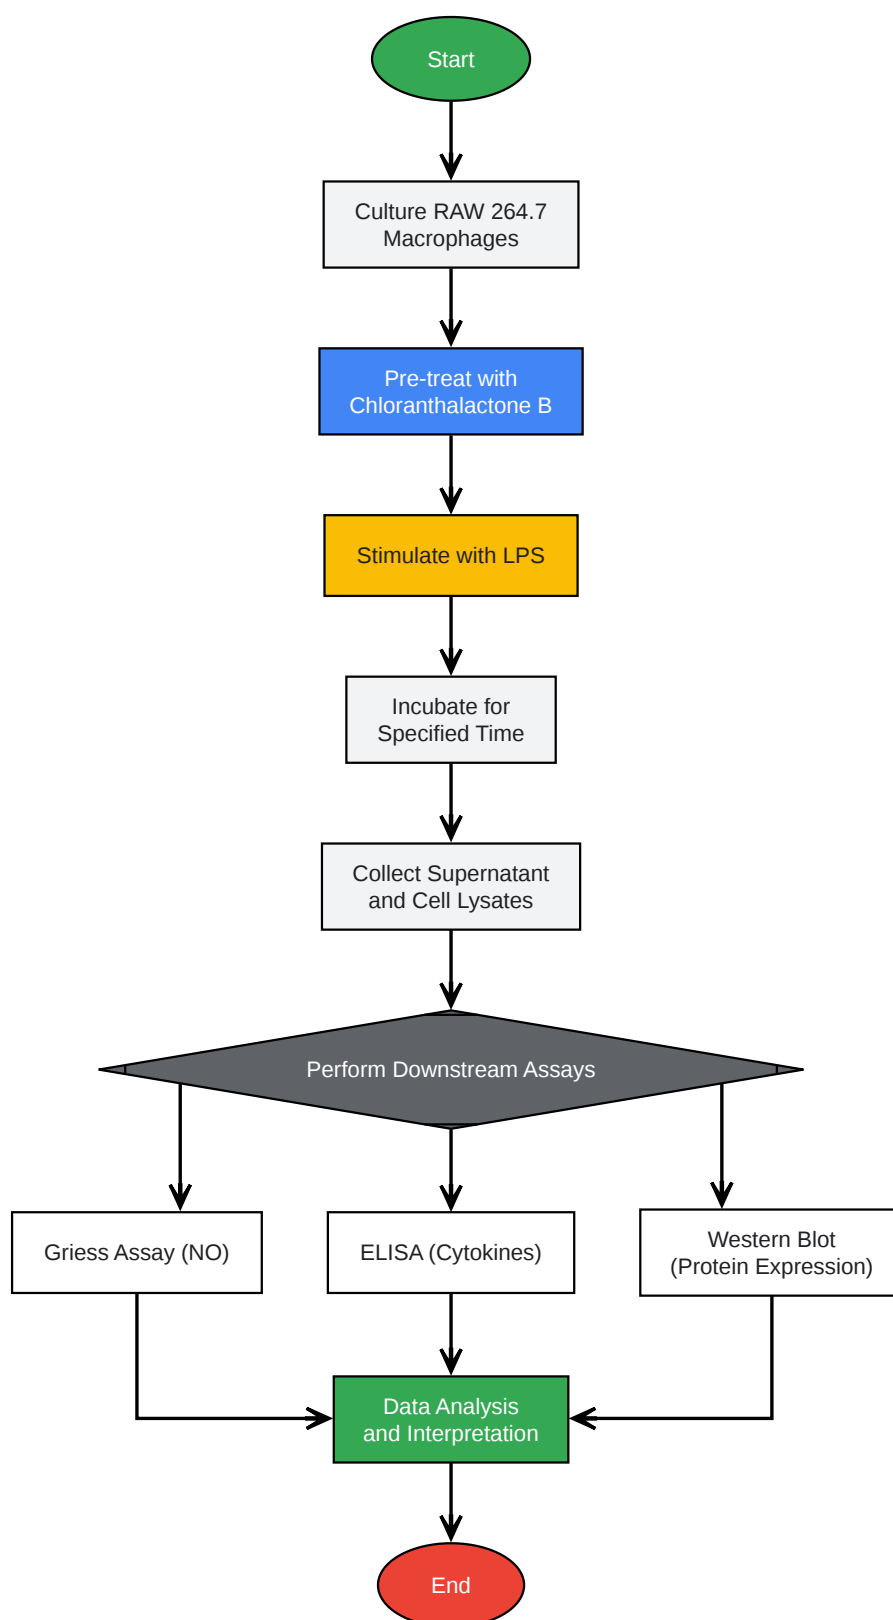 Start
Culture RAW 264.7
Macrophages
Pre-treat with
Chloranthalactone B
Stimulate with LPS
Incubate for
Specified Time
Collect Supernatant
and Cell Lysates
Perform Downstream Assays
Griess Assay (NO)
ELISA (Cytokines)
Western Blot
(Protein Expression)
Data Analysis
and Interpretation
End